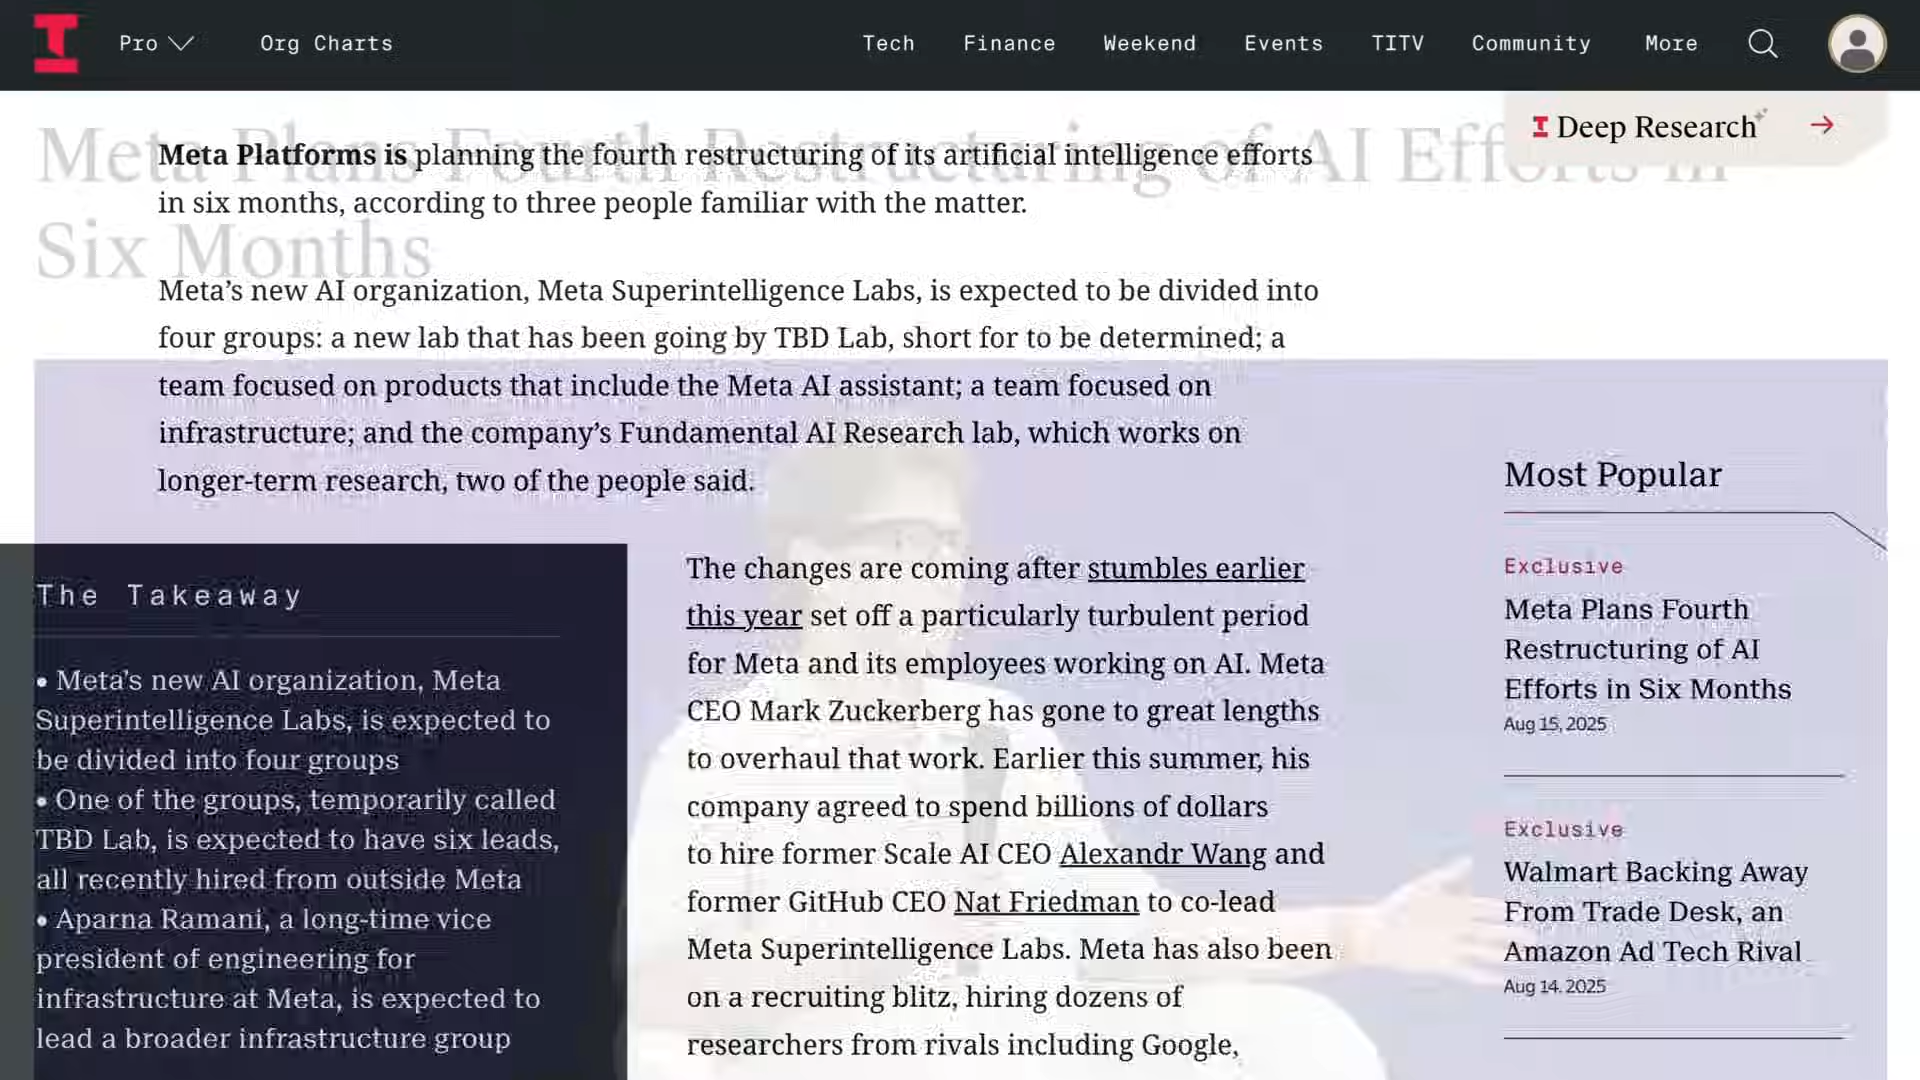 Pro
Org Charts
Tech
Finance
Weekend
Events
TITV
Community
More
Deep Research
Meta Plans Fourth Restructuring of AI Efforts in
Six Months
Meta Platforms is planning the fourth restructuring of its artificial intelligence efforts
in six months, according to three people familiar with the matter.
Meta’s new AI organization, Meta Superintelligence Labs, is expected to be divided into
four groups: a new lab that has been going by TBD Lab, short for to be determined; a
team focused on products that include the Meta AI assistant; a team focused on
infrastructure; and the company’s Fundamental AI Research lab, which works on
longer-term research, two of the people said.
The Takeaway
• Meta’s new AI organization, Meta
Superintelligence Labs, is expected to
be divided into four groups
• One of the groups, temporarily called
TBD Lab, is expected to have six leads,
all recently hired from outside Meta
• Aparna Ramani, a long-time vice
president of engineering for
infrastructure at Meta, is expected to
lead a broader infrastructure group
The changes are coming after stumbles earlier
this year set off a particularly turbulent period
for Meta and its employees working on AI. Meta
CEO Mark Zuckerberg has gone to great lengths
to overhaul that work. Earlier this summer, his
company agreed to spend billions of dollars
to hire former Scale AI CEO Alexandr Wang and
former GitHub CEO Nat Friedman to co-lead
Meta Superintelligence Labs. Meta has also been
on a recruiting blitz, hiring dozens of
researchers from rivals including Google,
Most Popular
Exclusive
Meta Plans Fourth
Restructuring of AI
Efforts in Six Months
Aug 15, 2025
Exclusive
Walmart Backing Away
From Trade Desk, an
Amazon Ad Tech Rival
Aug 14, 2025